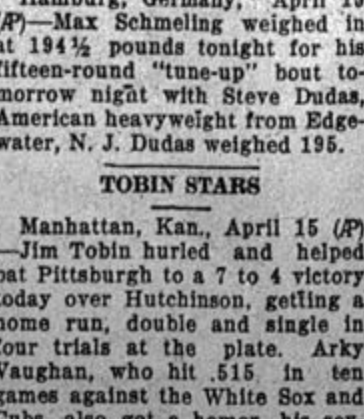 Hamburg, Germany, April 15
(AP)—Max Schmeling weighed in
at 194½ pounds tonight for his
fifteen-round "tune-up" bout to-
morrow night with Steve Dudas,
American heavyweight from Edge-
water, N. J. Dudas weighed 195.
TOBIN STARS
Manhattan, Kan., April 15 (AP)
—Jim Tobin hurled and helped
bat Pittsburgh to a 7 to 4 victory
today over Hutchinson, getting a
home run, double and single in
four trials at the plate. Arky
Vaughan, who hit .515 in ten
games against the White Sox and
Cubs, also got a homer